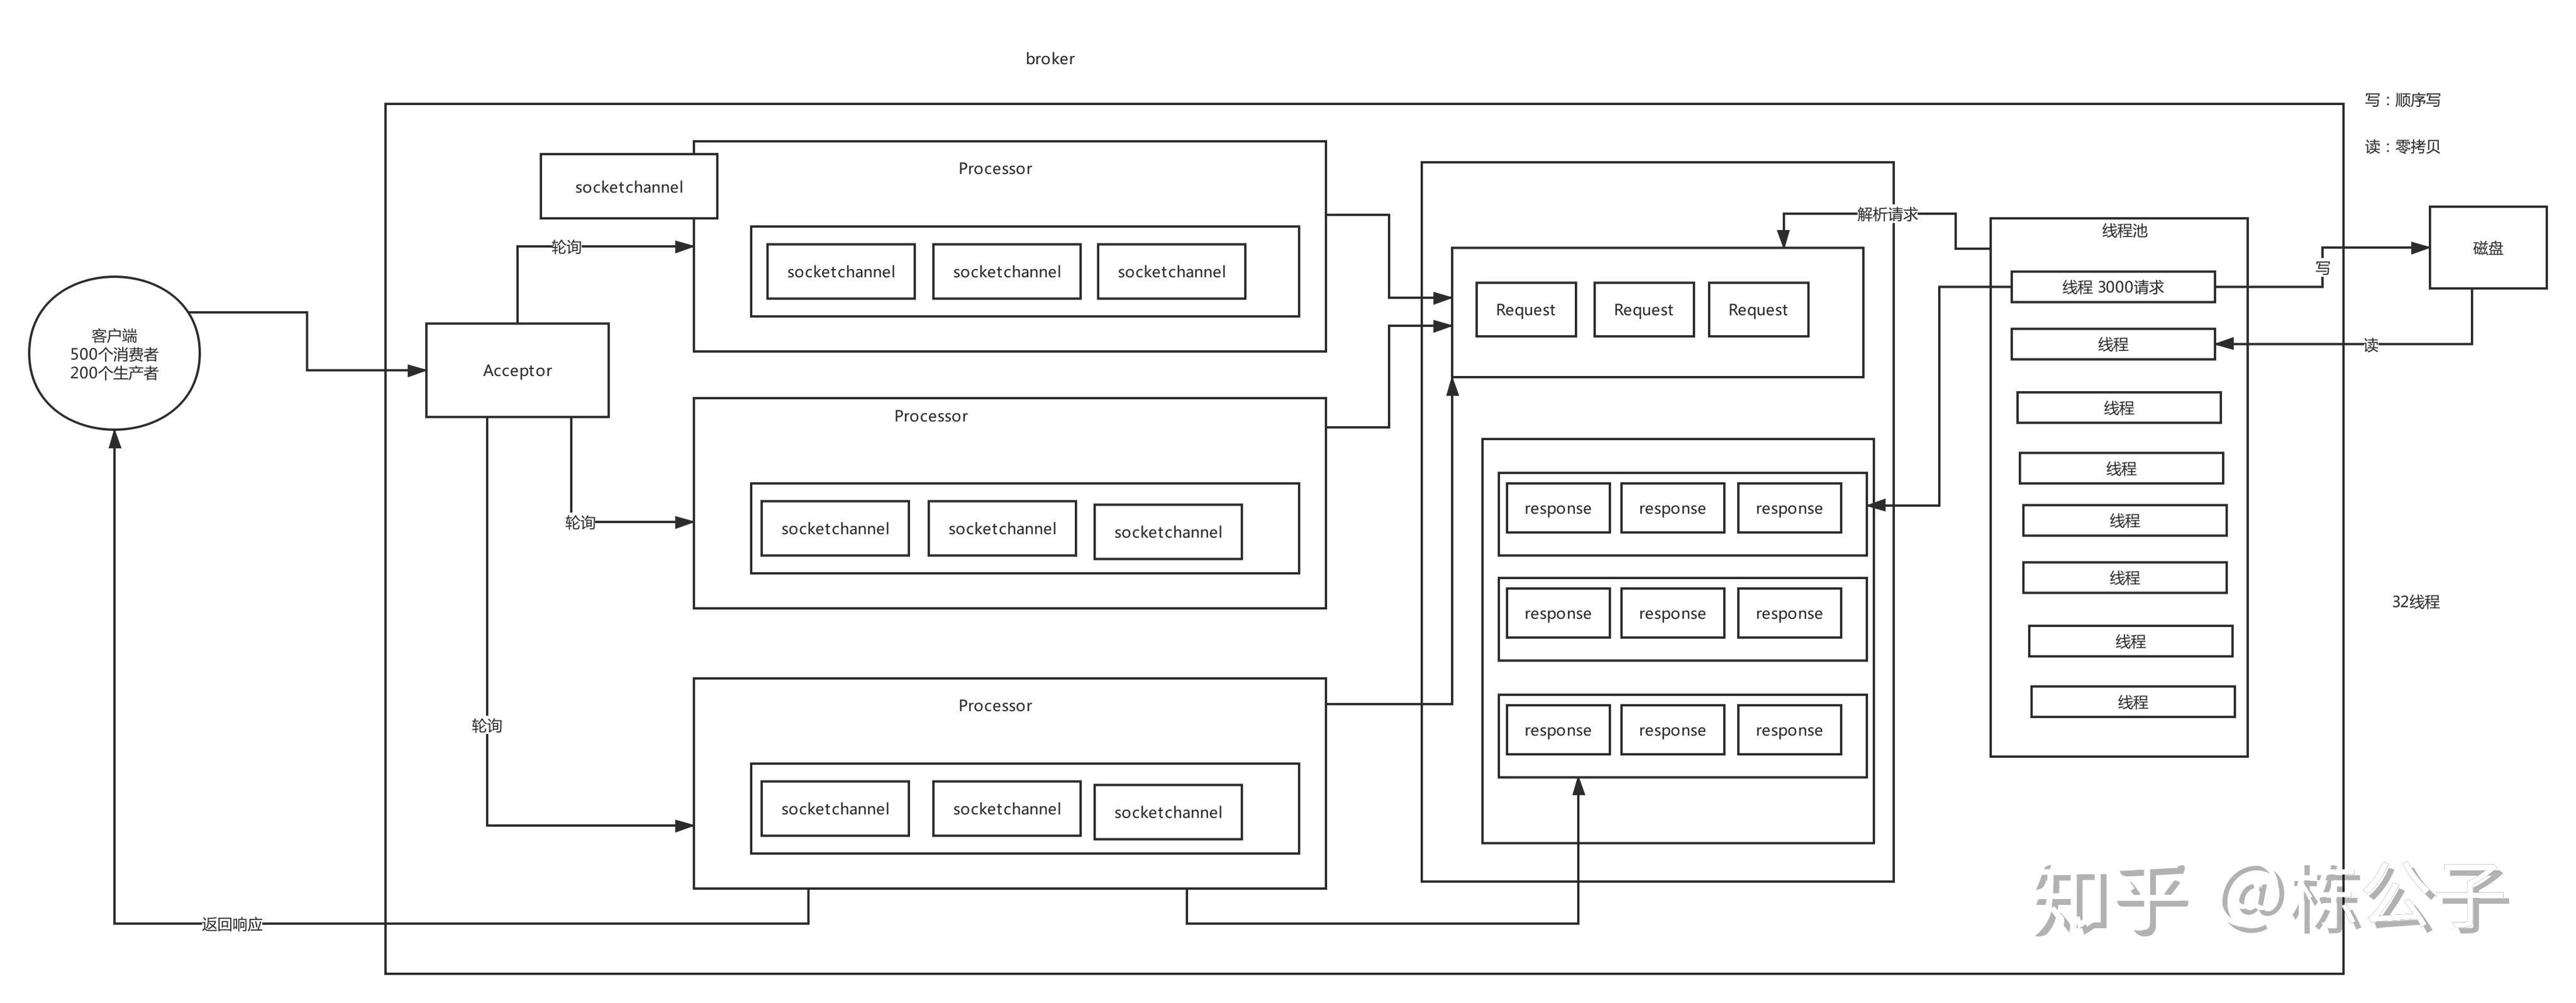 broker
写：顺序写
读：零拷贝
Processor
socketchannel
socketchannel
socketchannel
socketchannel
轮询
客户端
500个消费者
200个生产者
Acceptor
Processor
轮询
socketchannel
socketchannel
socketchannel
轮询
Processor
socketchannel
socketchannel
socketchannel
返回响应
解析请求
Request
Request
Request
response
response
response
response
response
response
response
response
response
线程池
线程 3000请求
线程
线程
线程
线程
线程
线程
线程
写
磁盘
读
32线程
知乎 @栋公子